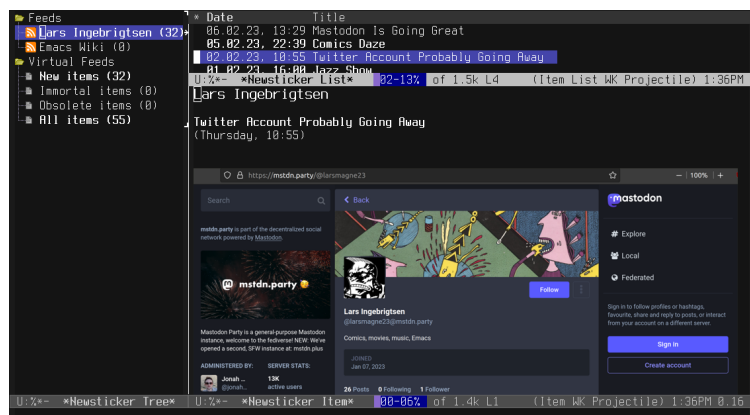 Feeds
Lars Ingebrigtsen (32)
Emacs Wiki (0)
Virtual Feeds
New items (32)
Immortal items (0)
Obsolete items (0)
All items (55)
U:%*-  *Newsticker Tree*
* Date Title
06.02.23, 13:29 Mastodon Is Going Great
05.02.23, 22:39 Comics Daze
02.02.23, 10:55 Twitter Account Probably Going Away
01.02.23, 16:00 Jazz Show
U:%*-  *Newsticker List*  02-13%  of 1.5k L4  (Item List WK Projectile) 1:36PM
Lars Ingebrigtsen
Twitter Account Probably Going Away
(Thursday, 10:55)
https://mstdn.party/@larsmagne23
— 100% +
Search
mstdn.party is part of the decentralized social
network powered by Mastodon.
mstdn.party
Mastodon Party is a general-purpose Mastodon
instance, welcome to the fediverse! NEW: We've
opened a second, SFW instance at: mstdn.plus
ADMINISTERED BY: SERVER STATS:
Jonah ... 13K
@jonah... active users
Back
Follow
Lars Ingebrigtsen
@larsmagne23@mstdn.party
Comics, movies, music, Emacs
JOINED
Jan 07, 2023
26 Posts 0 Following 1 Follower
mastodon
# Explore
Local
Federated
Sign in to follow profiles or hashtags,
favourite, share and reply to posts, or interact
from your account on a different server.
Sign in
Create account
U:%*-  *Newsticker Item*  00-06%  of 1.4k L1  (Item WK Projectile) 1:36PM 0.16